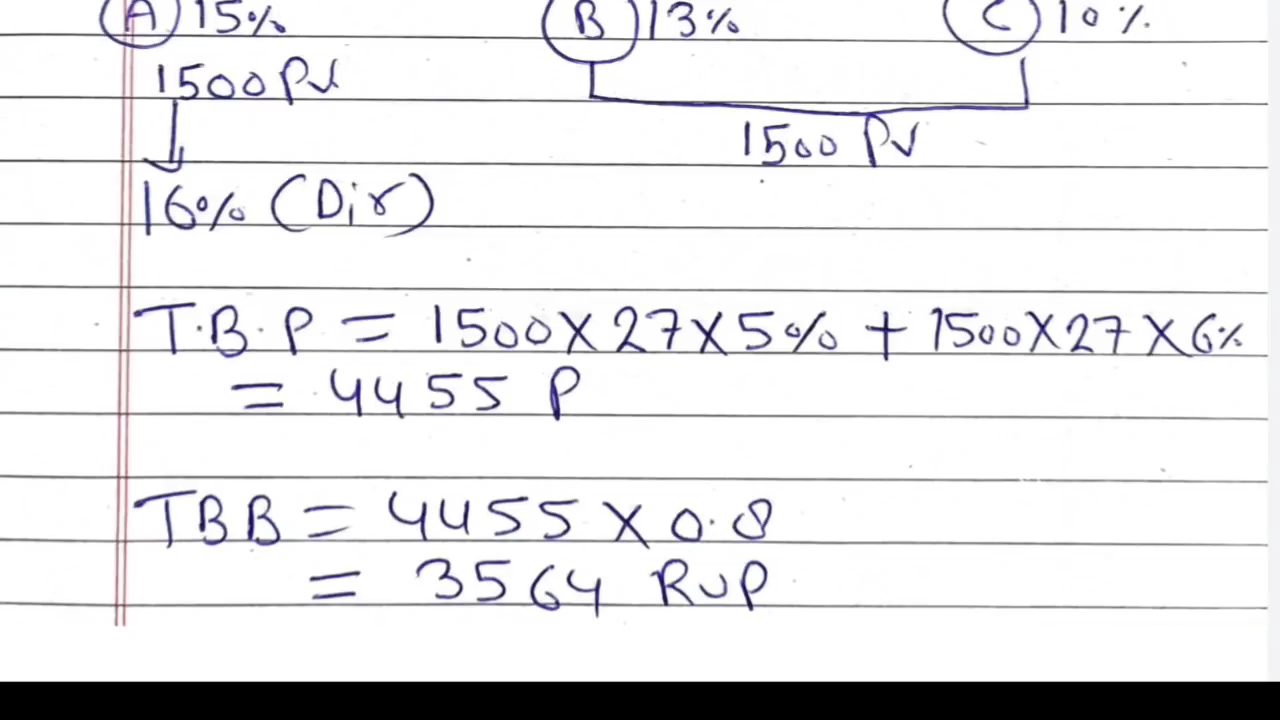 A 15% B 13% C 10%
1500 PV
1500 PV
16% (Dir)
T.B.P = 1500 X 27 X 5% + 1500 X 27 X 6%
= 4455 P
TBB = 4455 X 0.8
= 3564 RUP